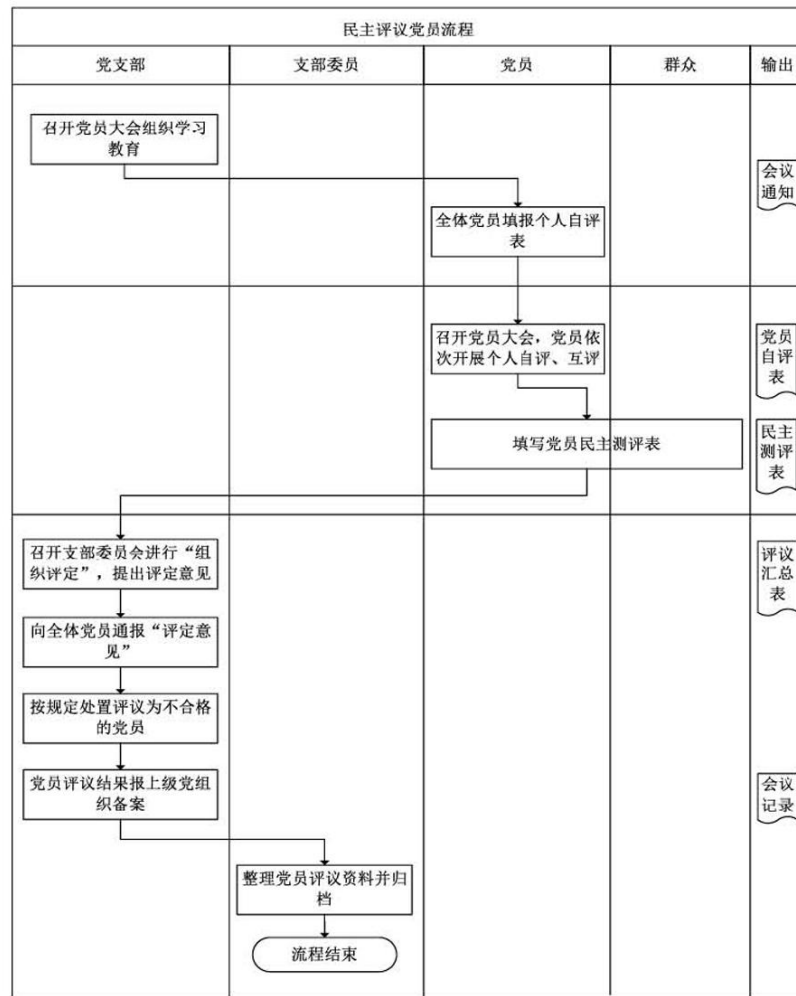 民主评议党员流程
党支部
支部委员
党员
群众
输出
召开党员大会组织学习
教育
会议
通知
全体党员填报个人自评
表
召开党员大会，党员依
次开展个人自评、互评
党员
自评
表
填写党员民主测评表
民主
测评
表
召开支部委员会进行“组
织评定”，提出评定意见
评议
汇总
表
向全体党员通报“评定意
见”
按规定处置评议为不合格
的党员
党员评议结果报上级党组
织备案
会议
记录
整理党员评议资料并归
档
流程结束